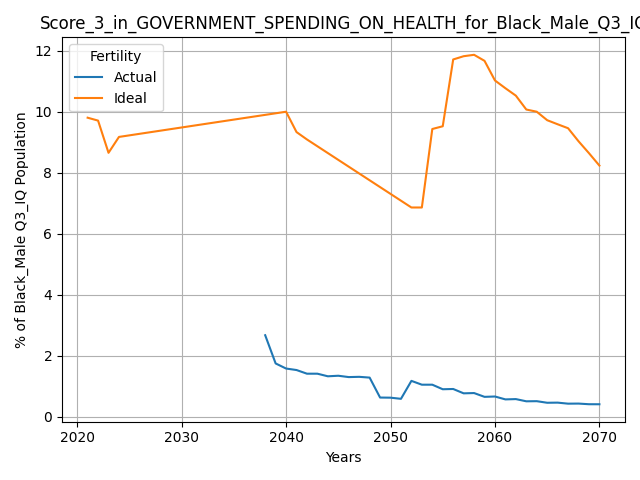 Score_3_in_GOVERNMENT_SPENDING_ON_HEALTH_for_Black_Male_Q3_IQ
Fertility
Actual
Ideal
% of Black_Male Q3_IQ Population
12
10
8
6
4
2
0
2020 2030 2040 2050 2060 2070
Years